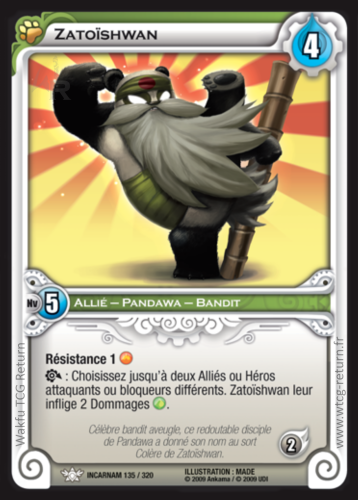 ZATOÏSHWAN
4
Nv 5
ALLIÉ – PANDAWA – BANDIT
Résistance 1
: Choisissez jusqu'à deux Alliés ou Héros
attaquants ou bloqueurs différents. Zatoïshwan leur
inflige 2 Dommages .
Célèbre bandit aveugle, ce redoutable disciple
de Pandawa a donné son nom au sort
Colère de Zatoïshwan.
2
INCARNAM 135 / 320
ILLUSTRATION : MADE
© 2009 Ankama / © 2009 UDI
Wakfu TCG Return
www.wtcg-return.fr